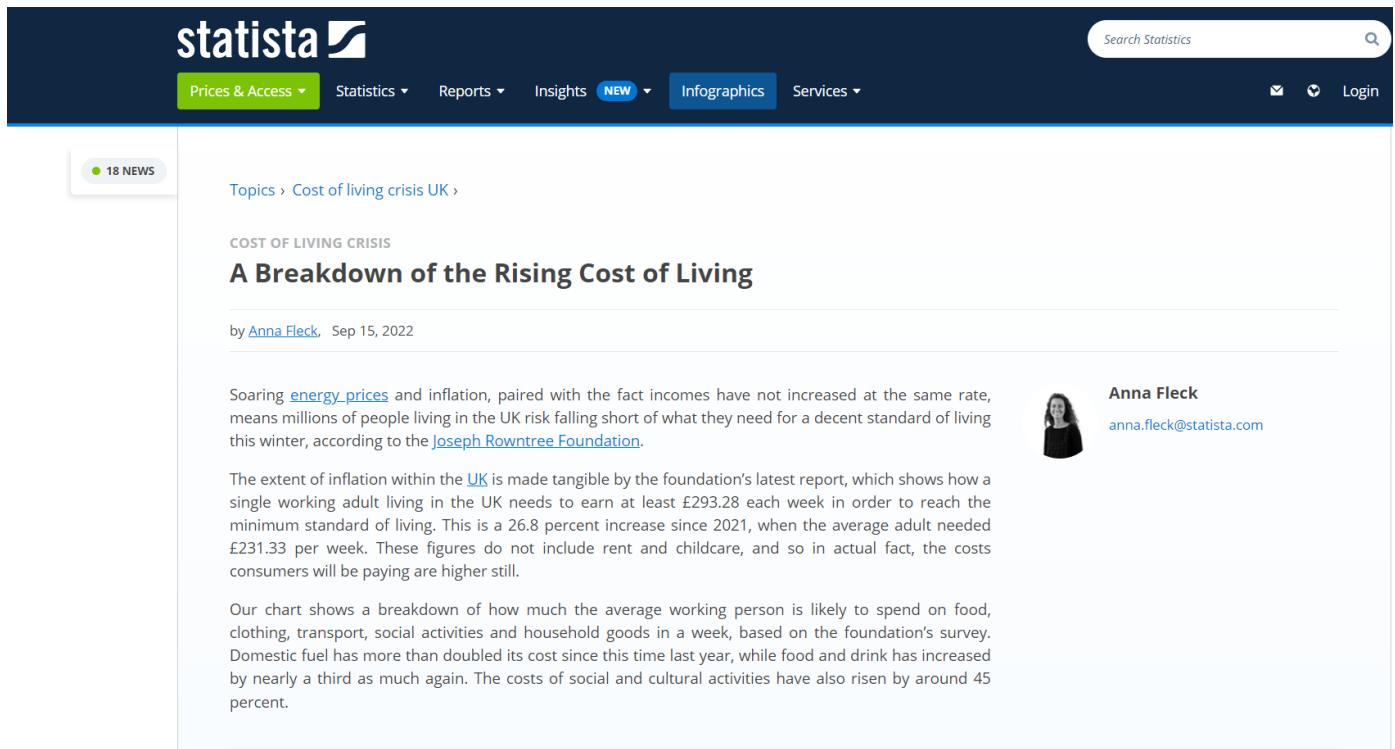 statista
Search Statistics
Prices & Access
Statistics
Reports
Insights NEW
Infographics
Services
Login
18 NEWS
Topics › Cost of living crisis UK ›
COST OF LIVING CRISIS
A Breakdown of the Rising Cost of Living
by Anna Fleck, Sep 15, 2022
Soaring energy prices and inflation, paired with the fact incomes have not increased at the same rate,
means millions of people living in the UK risk falling short of what they need for a decent standard of living
this winter, according to the Joseph Rowntree Foundation.
The extent of inflation within the UK is made tangible by the foundation’s latest report, which shows how a
single working adult living in the UK needs to earn at least £293.28 each week in order to reach the
minimum standard of living. This is a 26.8 percent increase since 2021, when the average adult needed
£231.33 per week. These figures do not include rent and childcare, and so in actual fact, the costs
consumers will be paying are higher still.
Our chart shows a breakdown of how much the average working person is likely to spend on food,
clothing, transport, social activities and household goods in a week, based on the foundation’s survey.
Domestic fuel has more than doubled its cost since this time last year, while food and drink has increased
by nearly a third as much again. The costs of social and cultural activities have also risen by around 45
percent.
Anna Fleck
anna.fleck@statista.com